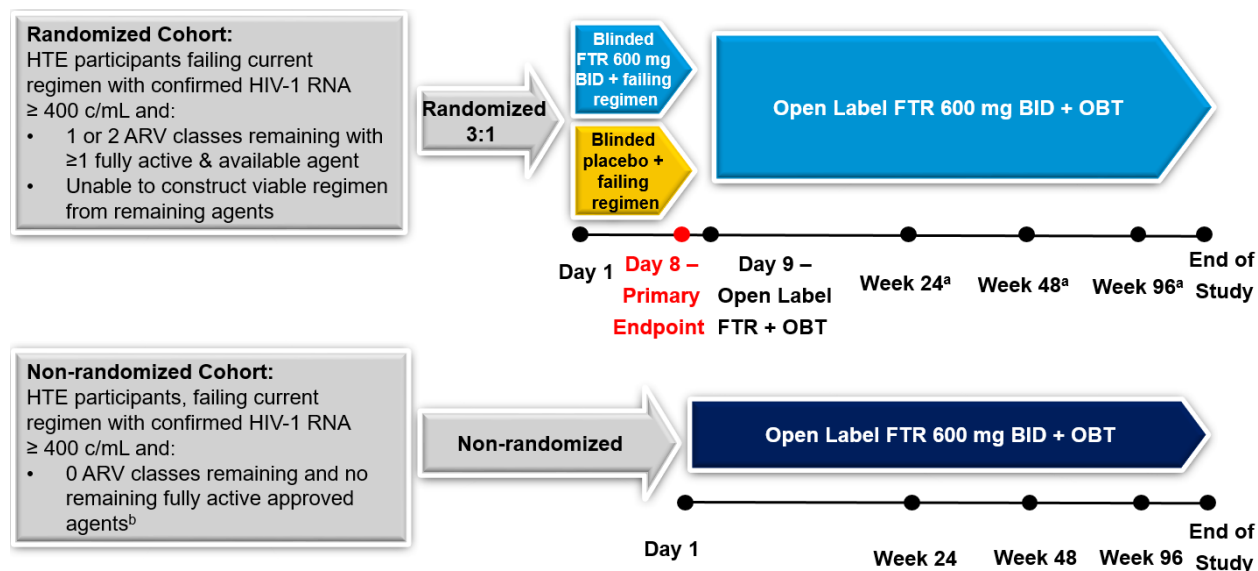 Randomized Cohort:
HTE participants failing current
regimen with confirmed HIV-1 RNA
≥ 400 c/mL and:
• 1 or 2 ARV classes remaining with
≥1 fully active & available agent
• Unable to construct viable regimen
from remaining agents
Randomized
3:1
Blinded
FTR 600 mg
BID + failing
regimen
Blinded
placebo +
failing
regimen
Open Label FTR 600 mg BID + OBT
Day 1
Day 8 –
Primary
Endpoint
Day 9 –
Open Label
FTR + OBT
Week 24ᵃ
Week 48ᵃ
Week 96ᵃ
End of
Study
Non-randomized Cohort:
HTE participants, failing current
regimen with confirmed HIV-1 RNA
≥ 400 c/mL and:
• 0 ARV classes remaining and no
remaining fully active approved
agentsᵇ
Non-randomized
Open Label FTR 600 mg BID + OBT
Day 1
Week 24
Week 48
Week 96
End of
Study